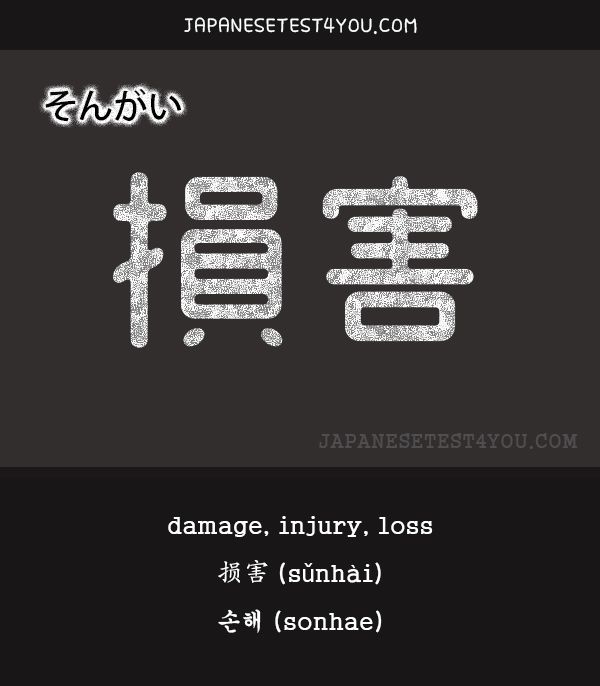 JAPANESETEST4YOU.COM
そんがい
損害
JAPANESETEST4YOU.COM
damage, injury, loss
损害 (sǔnhài)
손해 (sonhae)